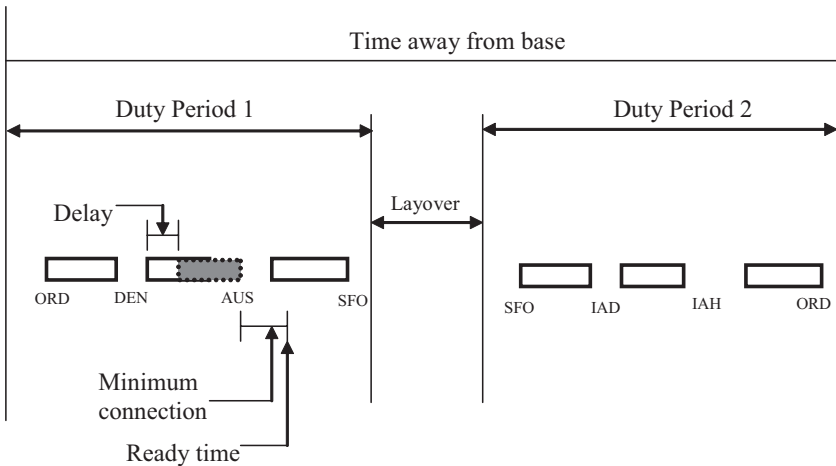 Time away from base
Duty Period 1
Duty Period 2
Layover
Delay
ORD
DEN
AUS
SFO
SFO
IAD
IAH
ORD
Minimum
connection
Ready time